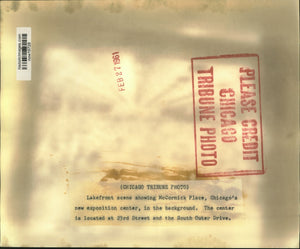 PLEASE CREDIT
CHICAGO
TRIBUNE PHOTO
(CHICAGO TRIBUNE PHOTO)
Lakefront scene showing McCormick Place, Chicago's
new exposition center, in the background. The center
is located at 23rd Street and the South Outer Drive.